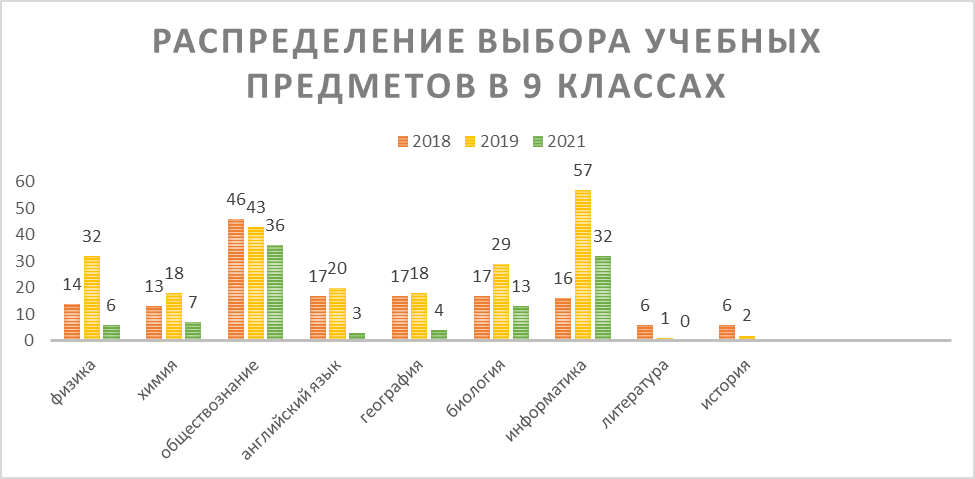 РАСПРЕДЕЛЕНИЕ ВЫБОРА УЧЕБНЫХ
ПРЕДМЕТОВ В 9 КЛАССАХ
2018 2019 2021
60
50
40
30
20
10
0
14 32 6
13 18 7
46 43 36
17 20 3
17 18 4
17 29 13
16 57 32
6 1 0
6 2
физика
химия
обществознание
английский язык
география
биология
информатика
литература
история